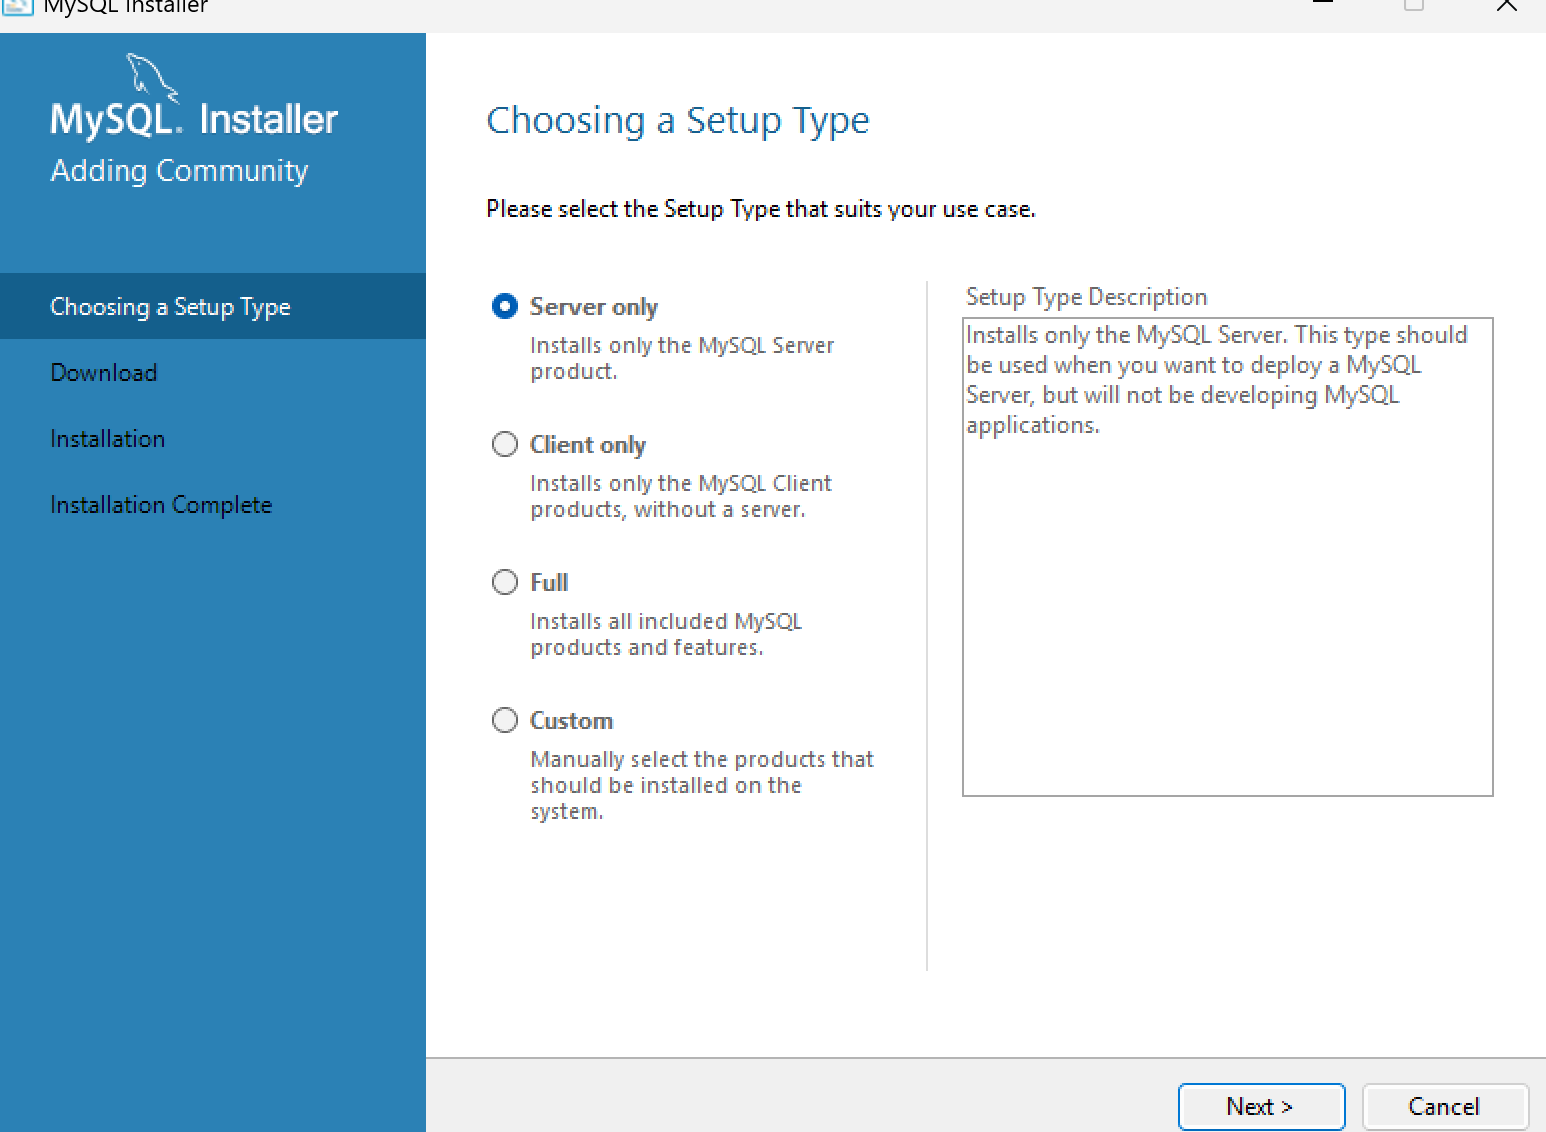 MySQL Installer
MySQL. Installer
Adding Community
Choosing a Setup Type
Download
Installation
Installation Complete
Choosing a Setup Type
Please select the Setup Type that suits your use case.
Server only
Installs only the MySQL Server
product.
Client only
Installs only the MySQL Client
products, without a server.
Full
Installs all included MySQL
products and features.
Custom
Manually select the products that
should be installed on the
system.
Setup Type Description
Installs only the MySQL Server. This type should
be used when you want to deploy a MySQL
Server, but will not be developing MySQL
applications.
Next >
Cancel